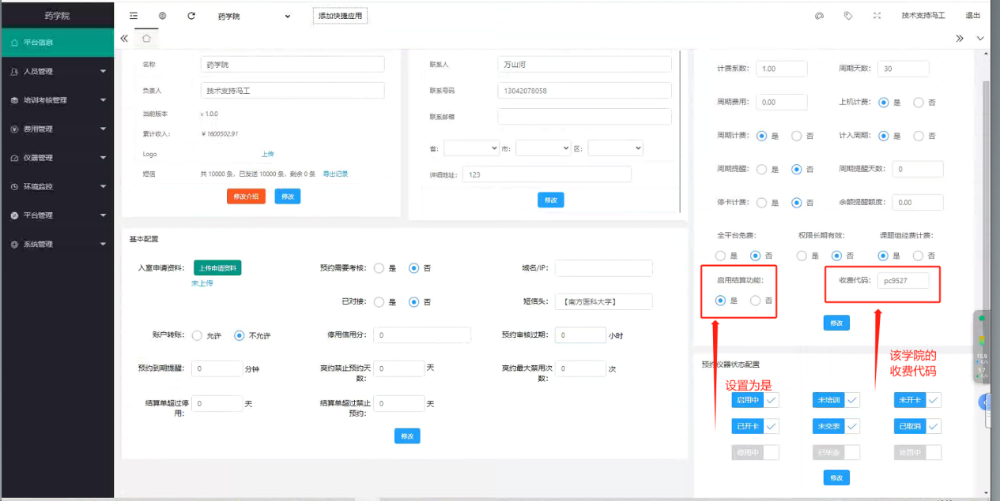 药学院
药学院
添加快捷应用
技术支持冯工
退出
平台信息
人员管理
培训考核管理
费用管理
仪器管理
环境监控
平台管理
系统管理
名称
药学院
负责人
技术支持冯工
当前版本
v 1.0.0
累计收入:
¥ 1600502.91
Logo
上传
短信
共 10000 条，已发送 10000 条，剩余 0 条
导出记录
修改介绍
修改
联系人
万山河
联系号码
13042078058
联系邮箱
省:
市:
区:
详细地址:
123
修改
计费系数:
1.00
周期天数:
30
周期费用:
0.00
上机计费:
是
否
周期计费:
是
否
计入周期:
是
否
周期提醒:
是
否
周期提醒天数:
0
停卡计费:
是
否
余额提醒额度:
0.00
全平台免费:
权限长期有效:
课题组经费计费:
是
否
是
否
是
否
启用结算功能:
是
否
收费代码:
pc9527
修改
该学院的
收费代码
设置为是
基本配置
入室申请资料:
上传申请资料
未上传
预约需要考核:
是
否
域名/IP:
已对接:
是
否
短信头:
【南方医科大学】
账户转账:
允许
不允许
停用信用分:
0
预约审核过期:
0
小时
预约到期提醒:
0
分钟
爽约禁止预约天
数:
0
天
爽约最大禁用次
数:
0
次
结算单超过停
用:
0
天
结算单超过禁止
预约:
0
天
修改
预约仪器状态配置
启用中
未培训
未开卡
已开卡
未交表
已取消
停用中
已毕业
处罚中
修改